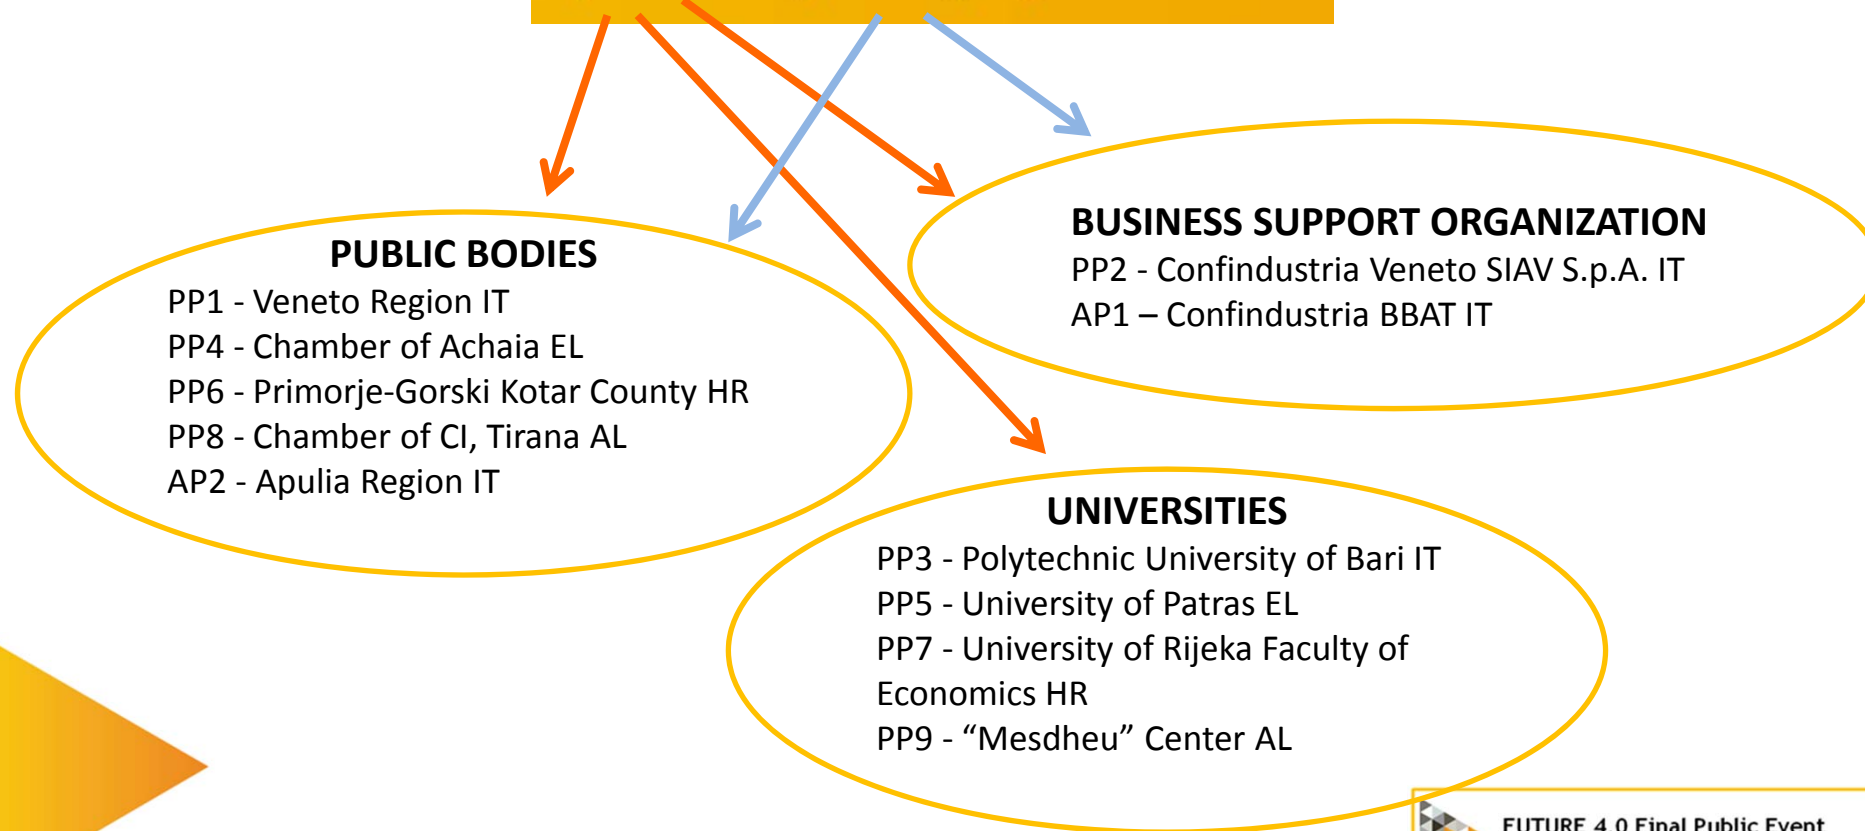 PUBLIC BODIES
PP1 - Veneto Region IT
PP4 - Chamber of Achaia EL
PP6 - Primorje-Gorski Kotar County HR
PP8 - Chamber of CI, Tirana AL
AP2 - Apulia Region IT
BUSINESS SUPPORT ORGANIZATION
PP2 - Confindustria Veneto SIAV S.p.A. IT
AP1 – Confindustria BBAT IT
UNIVERSITIES
PP3 - Polytechnic University of Bari IT
PP5 - University of Patras EL
PP7 - University of Rijeka Faculty of
Economics HR
PP9 - “Mesdheu” Center AL
FUTURE 4.0 Final Public Event